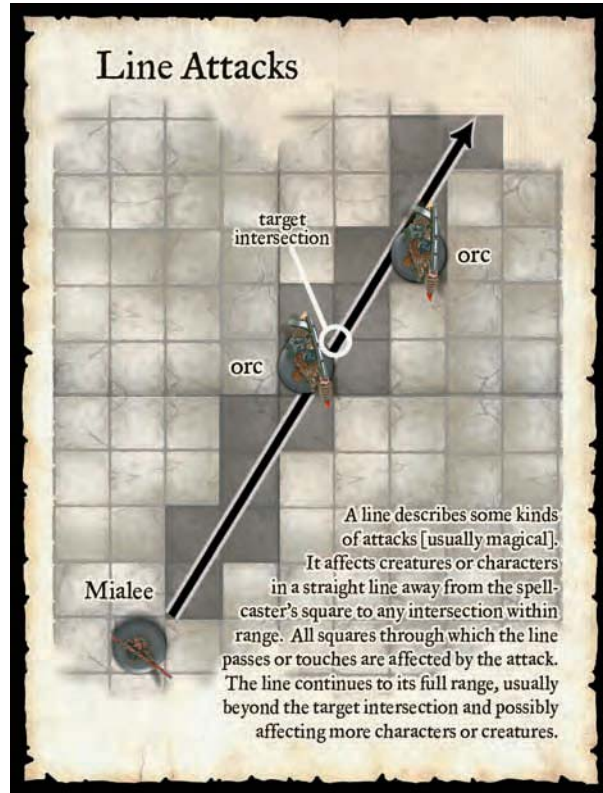 Line Attacks
target
intersection
orc
orc
Mialee
A line describes some kinds
of attacks [usually magical].
It affects creatures or characters
in a straight line away from the spell-
caster's square to any intersection within
range. All squares through which the line
passes or touches are affected by the attack.
The line continues to its full range, usually
beyond the target intersection and possibly
affecting more characters or creatures.